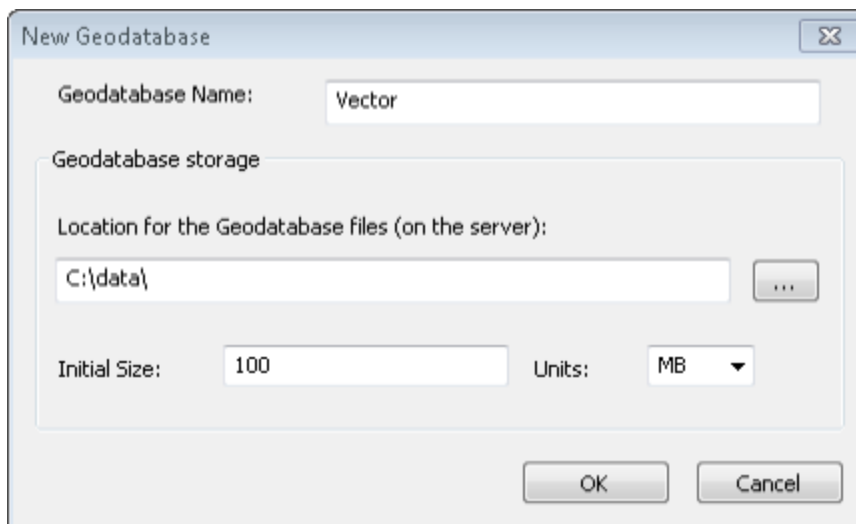 New Geodatabase
Geodatabase Name: Vector
Geodatabase storage
Location for the Geodatabase files (on the server):
C:\data\ ...
Initial Size: 100 Units: MB
OK Cancel